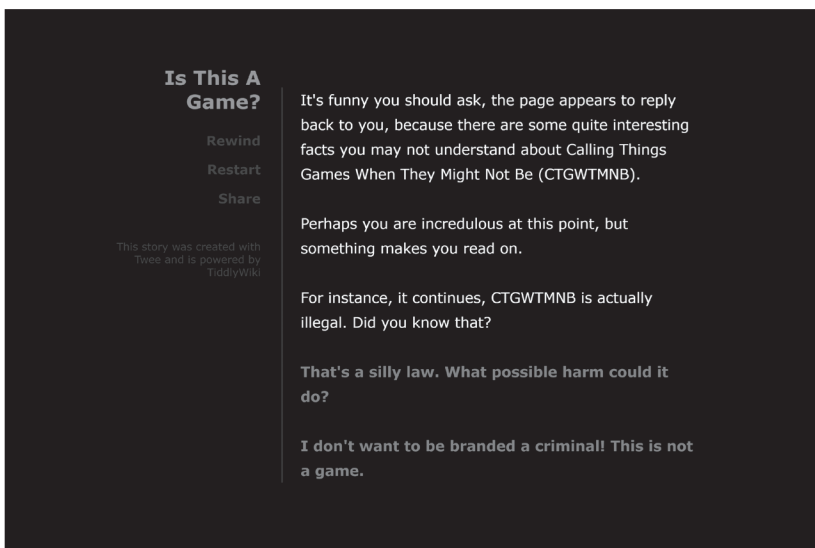 Is This A
Game?
Rewind
Restart
Share
This story was created with
Twee and is powered by
TiddlyWiki
It's funny you should ask, the page appears to reply
back to you, because there are some quite interesting
facts you may not understand about Calling Things
Games When They Might Not Be (CTGWTMNB).
Perhaps you are incredulous at this point, but
something makes you read on.
For instance, it continues, CTGWTMNB is actually
illegal. Did you know that?
That's a silly law. What possible harm could it
do?
I don't want to be branded a criminal! This is not
a game.